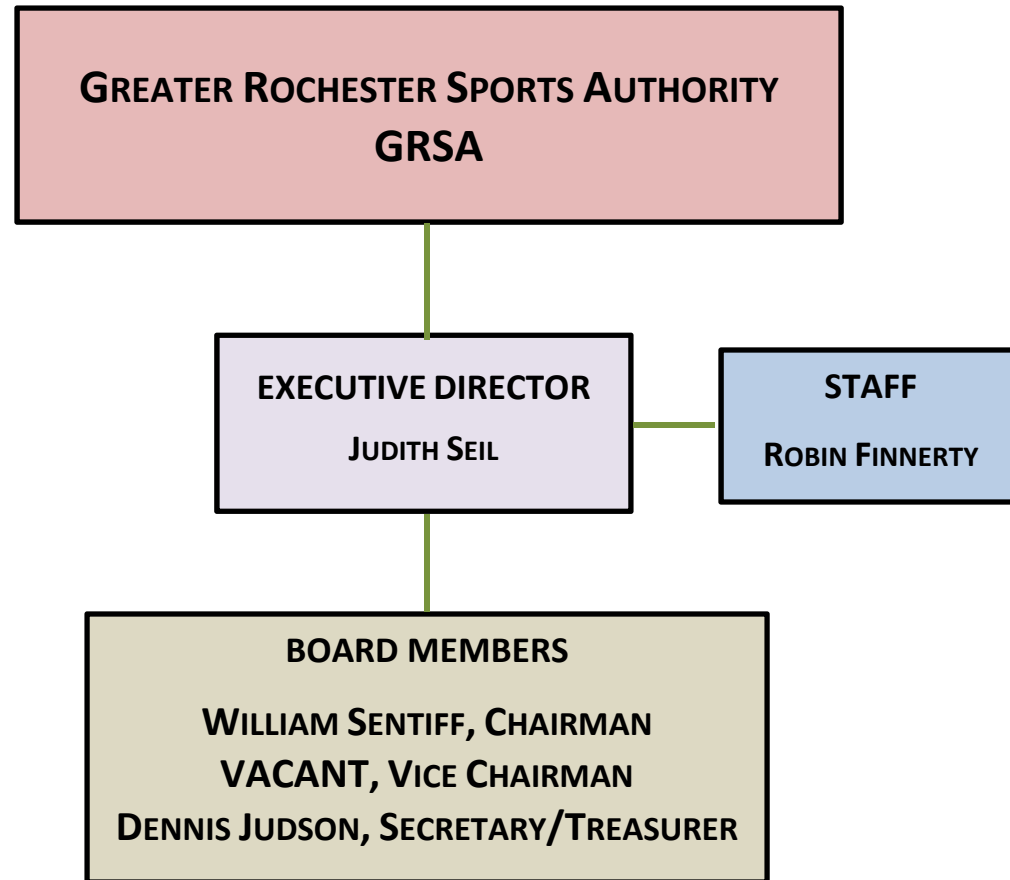 GREATER ROCHESTER SPORTS AUTHORITY
GRSA
EXECUTIVE DIRECTOR
JUDITH SEIL
STAFF
ROBIN FINNERTY
BOARD MEMBERS
WILLIAM SENTIFF, CHAIRMAN
VACANT, VICE CHAIRMAN
DENNIS JUDSON, SECRETARY/TREASURER